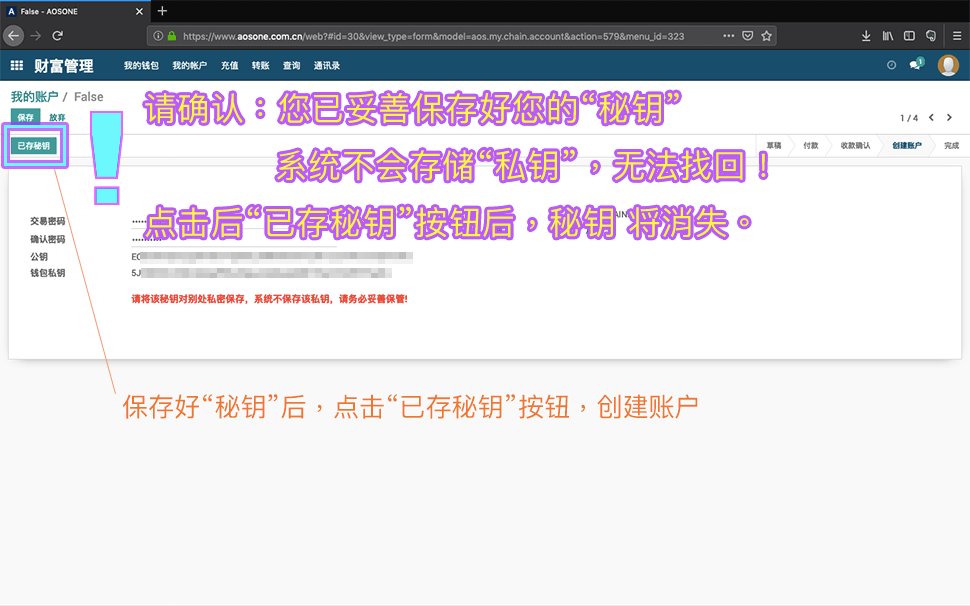 False - AOSONE
https://www.aosone.com.cn/web?#id=30&view_type=form&model=aos.my.chain.account&action=579&menu_id=323
财富管理 我的钱包 我的帐户 充值 转账 查询 通讯录 1
我的账户 / False
请确认：您已妥善保存好您的“秘钥”
保存 放弃
1 / 4
已存秘钥
草稿 付款 收款确认 创建账户 完成
系统不会存储“私钥”，无法找回！
点击后“已存秘钥”按钮后，秘钥 将消失。
交易密码
确认密码
公钥 EO
钱包私钥 5J
请将该秘钥对别处私密保存，系统不保存该私钥，请务必妥善保管!
保存好“秘钥”后，点击“已存秘钥”按钮，创建账户